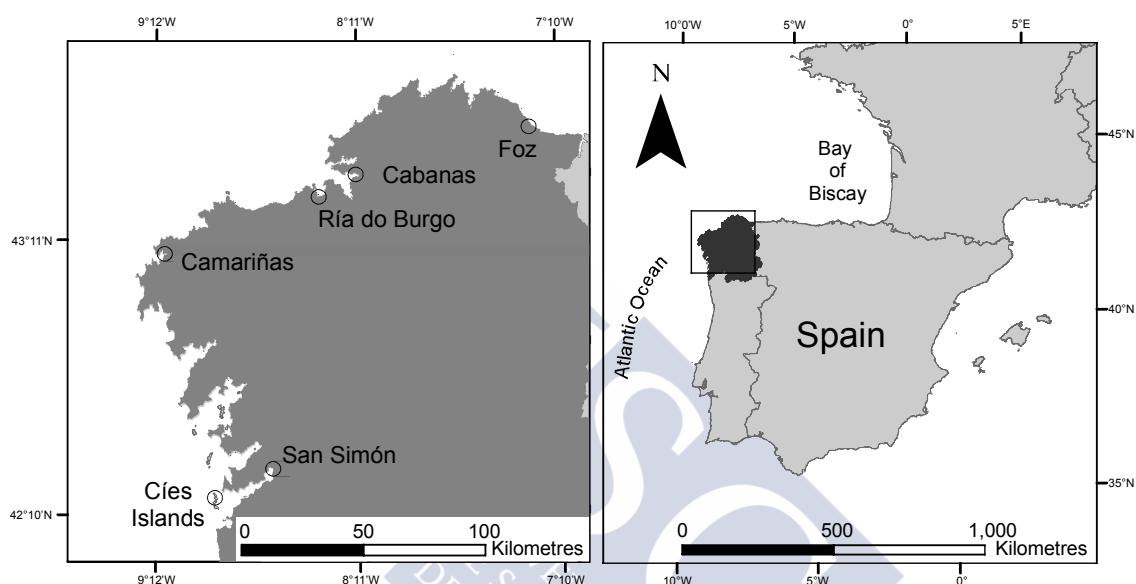 9°12'W 8°11'W 7°10'W
Foz
Cabanas
Ría do Burgo
43°11'N
Camariñas
San Simón
Cíes
Islands
42°10'N
0 50 100
Kilometres
9°12'W 8°11'W 7°10'W
10°0'W 5°W 0° 5°E
N
45°N
Bay
of
Biscay
Atlantic Ocean
Spain
40°N
35°N
0 500 1,000
Kilometres
10°W 5°W 0°